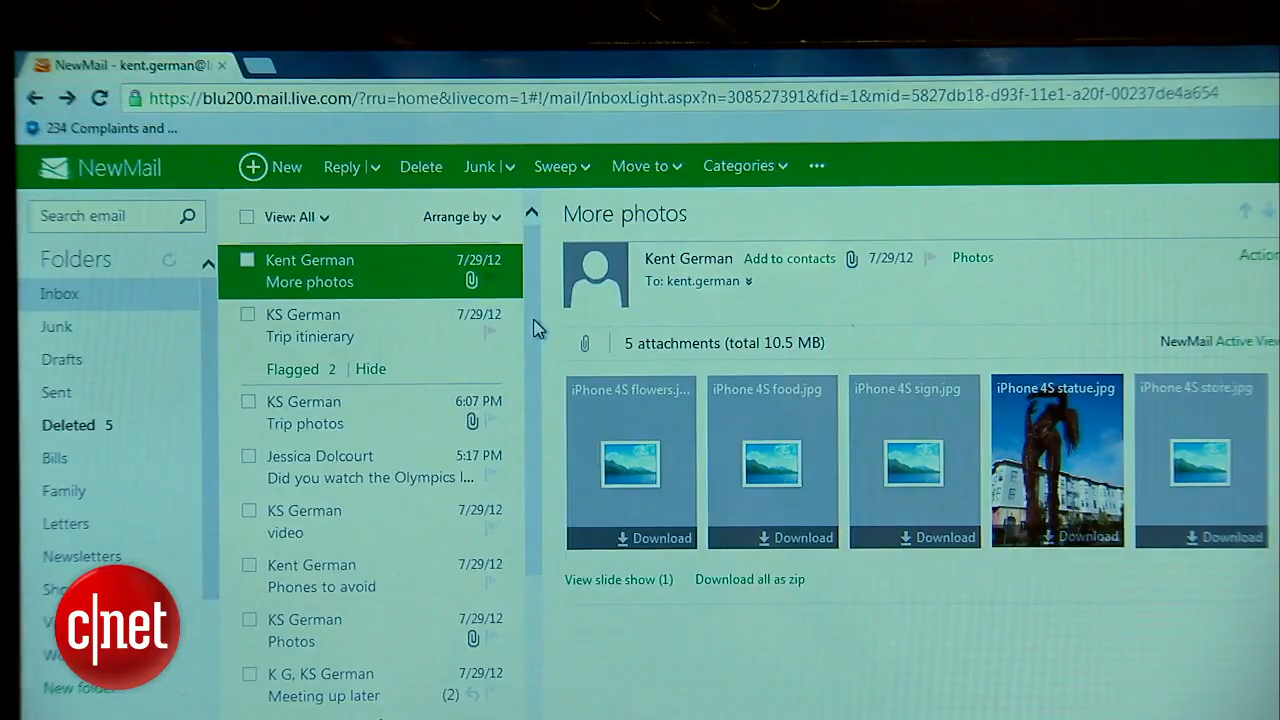 NewMail - kent.german@l
https://blu200.mail.live.com/?rru=home&livecom=1#!/mail/InboxLight.aspx?n=308527391&fid=1&mid=5827db18-d93f-11e1-a20f-00237de4a654
234 Complaints and ...
NewMail
New Reply Delete Junk Sweep Move to Categories ...
Search email
Folders
Inbox
Junk
Drafts
Sent
Deleted 5
Bills
Family
Letters
Newsletters
Sho
New folde
c|net
View: All Arrange by
Kent German 7/29/12
More photos
KS German 7/29/12
Trip itinierary
Flagged 2 | Hide
KS German 6:07 PM
Trip photos
Jessica Dolcourt 5:17 PM
Did you watch the Olympics l...
KS German 7/29/12
video
Kent German 7/29/12
Phones to avoid
KS German 7/29/12
Photos
K G, KS German 7/29/12
Meeting up later (2)
More photos
Kent German Add to contacts 7/29/12 Photos
Action
To: kent.german
5 attachments (total 10.5 MB)
NewMail Active View
iPhone 4S flowers.j... iPhone 4S food.jpg iPhone 4S sign.jpg iPhone 4S statue.jpg iPhone 4S store.jpg
Download Download Download Download Download
View slide show (1) Download all as zip